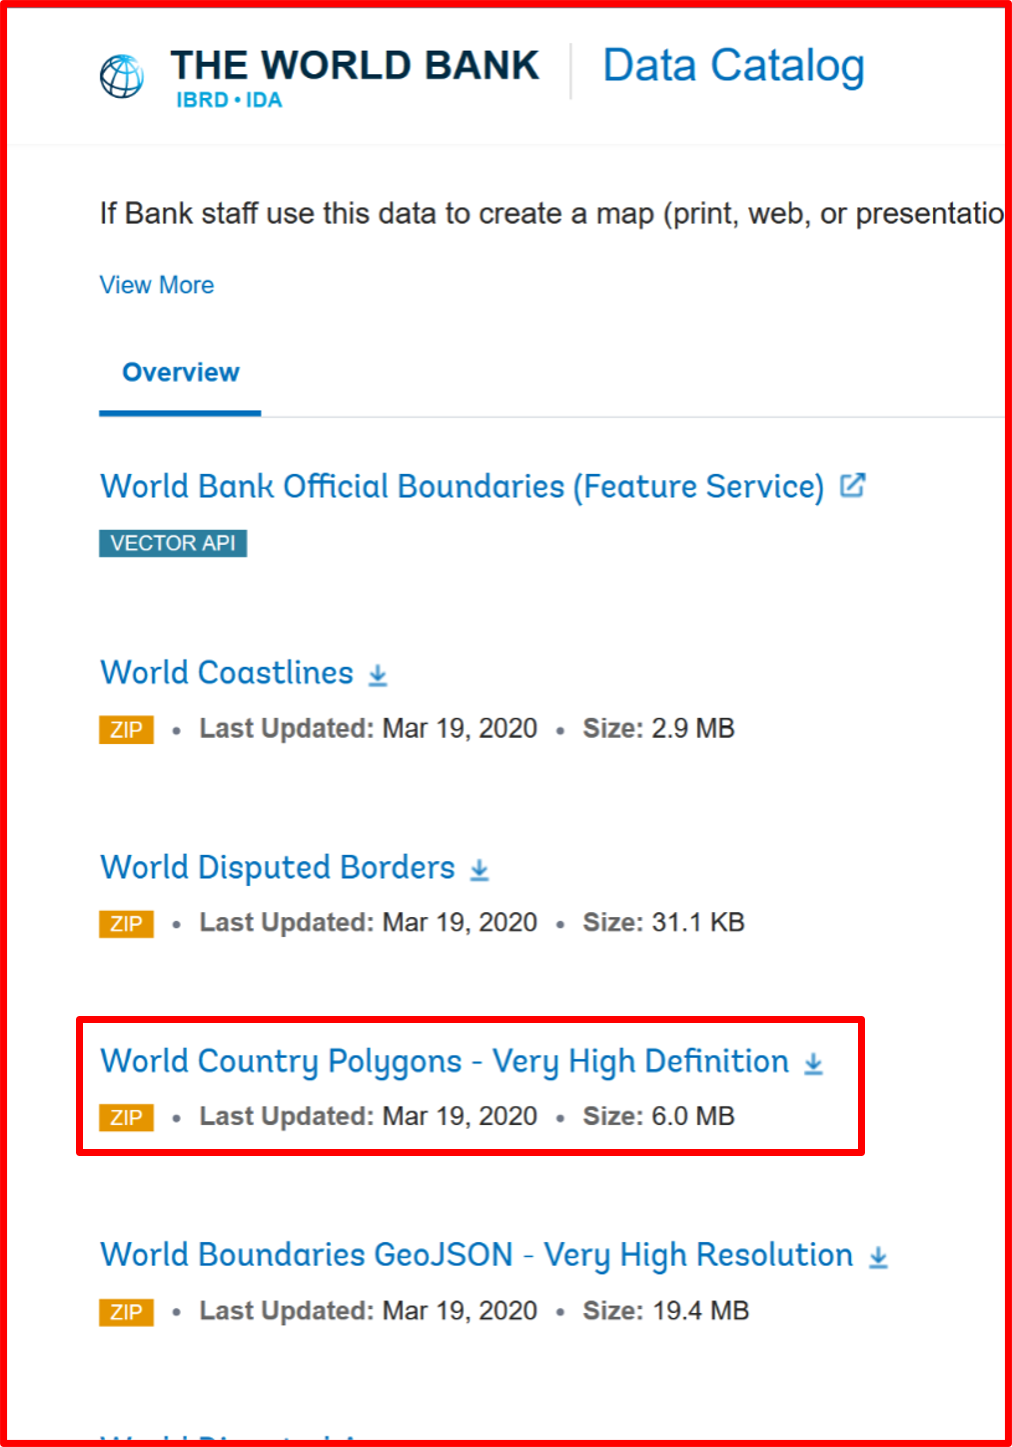 THE WORLD BANK
IBRD • IDA
Data Catalog
If Bank staff use this data to create a map (print, web, or presentatio
View More
Overview
World Bank Official Boundaries (Feature Service)
VECTOR API
World Coastlines
ZIP • Last Updated: Mar 19, 2020 • Size: 2.9 MB
World Disputed Borders
ZIP • Last Updated: Mar 19, 2020 • Size: 31.1 KB
World Country Polygons - Very High Definition
ZIP • Last Updated: Mar 19, 2020 • Size: 6.0 MB
World Boundaries GeoJSON - Very High Resolution
ZIP • Last Updated: Mar 19, 2020 • Size: 19.4 MB